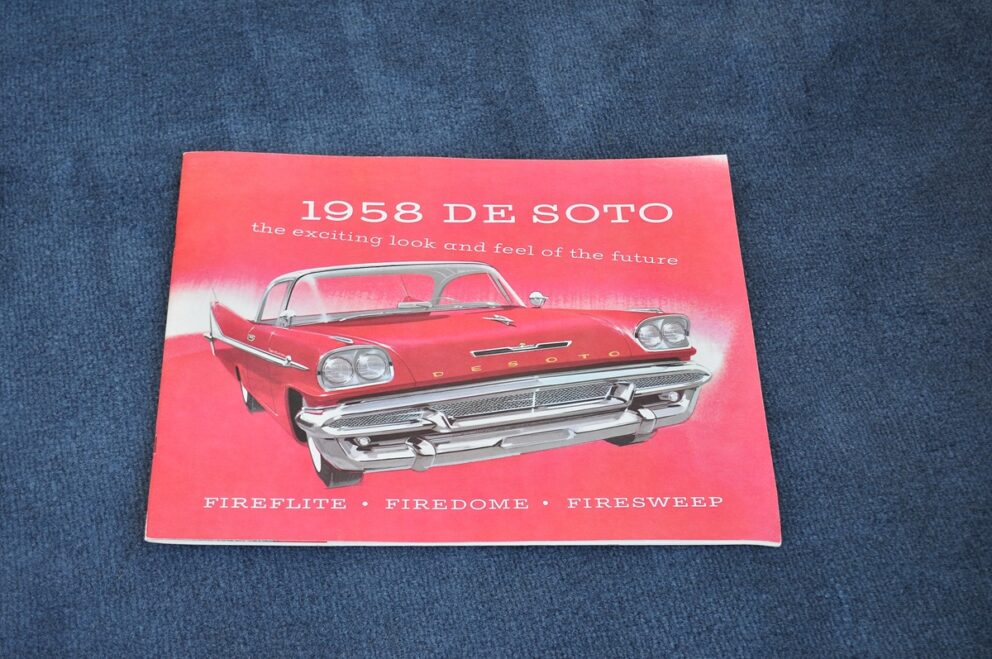 1958 DE SOTO
the exciting look and feel of the future
DESOTO
FIREFLITE • FIREDOME • FIRESWEEP